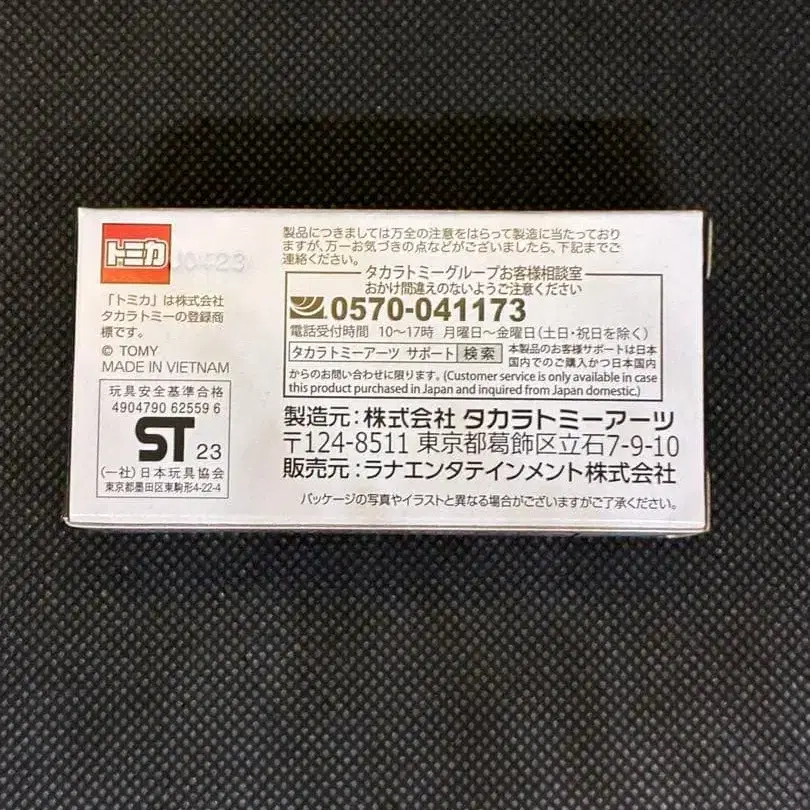 トミカ
「トミカ」は株式会社
タカラトミーの登録商
標です。
© TOMY
MADE IN VIETNAM
玩具安全基準合格
4904790 62559 6
ST 23
(一社)日本玩具協会
東京都墨田区東駒形4-22-4
製品につきましては万全の注意をはらって製造に当たっており
ますが、万一お気づきの点などがございましたら、下記までご
連絡ください。
タカラトミーグループお客様相談室
おかけ間違えのないようご注意ください
0570-041173
電話受付時間 10〜17時 月曜日〜金曜日(土日・祝日を除く)
タカラトミーアーツ サポート 検索 本製品のお客様サポートは日本
国内でのご購入かつ日本国内
からのお問い合わせに限ります。(Customer service is only available in case
this product purchased in Japan and inquired from Japan domestic.)
製造元:株式会社 タカラトミーアーツ
〒124-8511 東京都葛飾区立石7-9-10
販売元:ラナエンタテインメント株式会社
パッケージの写真やイラストと異なる場合がございますがご了承ください。